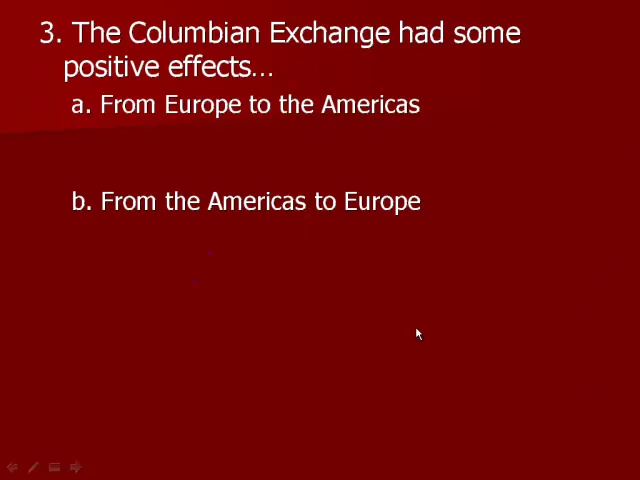 3. The Columbian Exchange had some
positive effects…
a. From Europe to the Americas
b. From the Americas to Europe